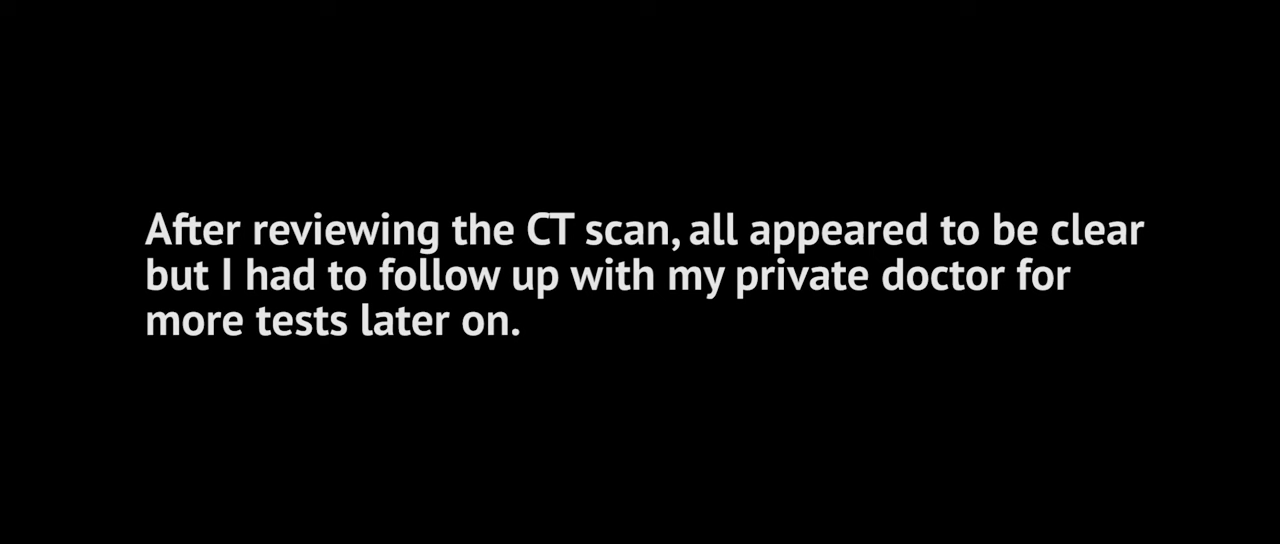 After reviewing the CT scan, all appeared to be clear
but I had to follow up with my private doctor for
more tests later on.